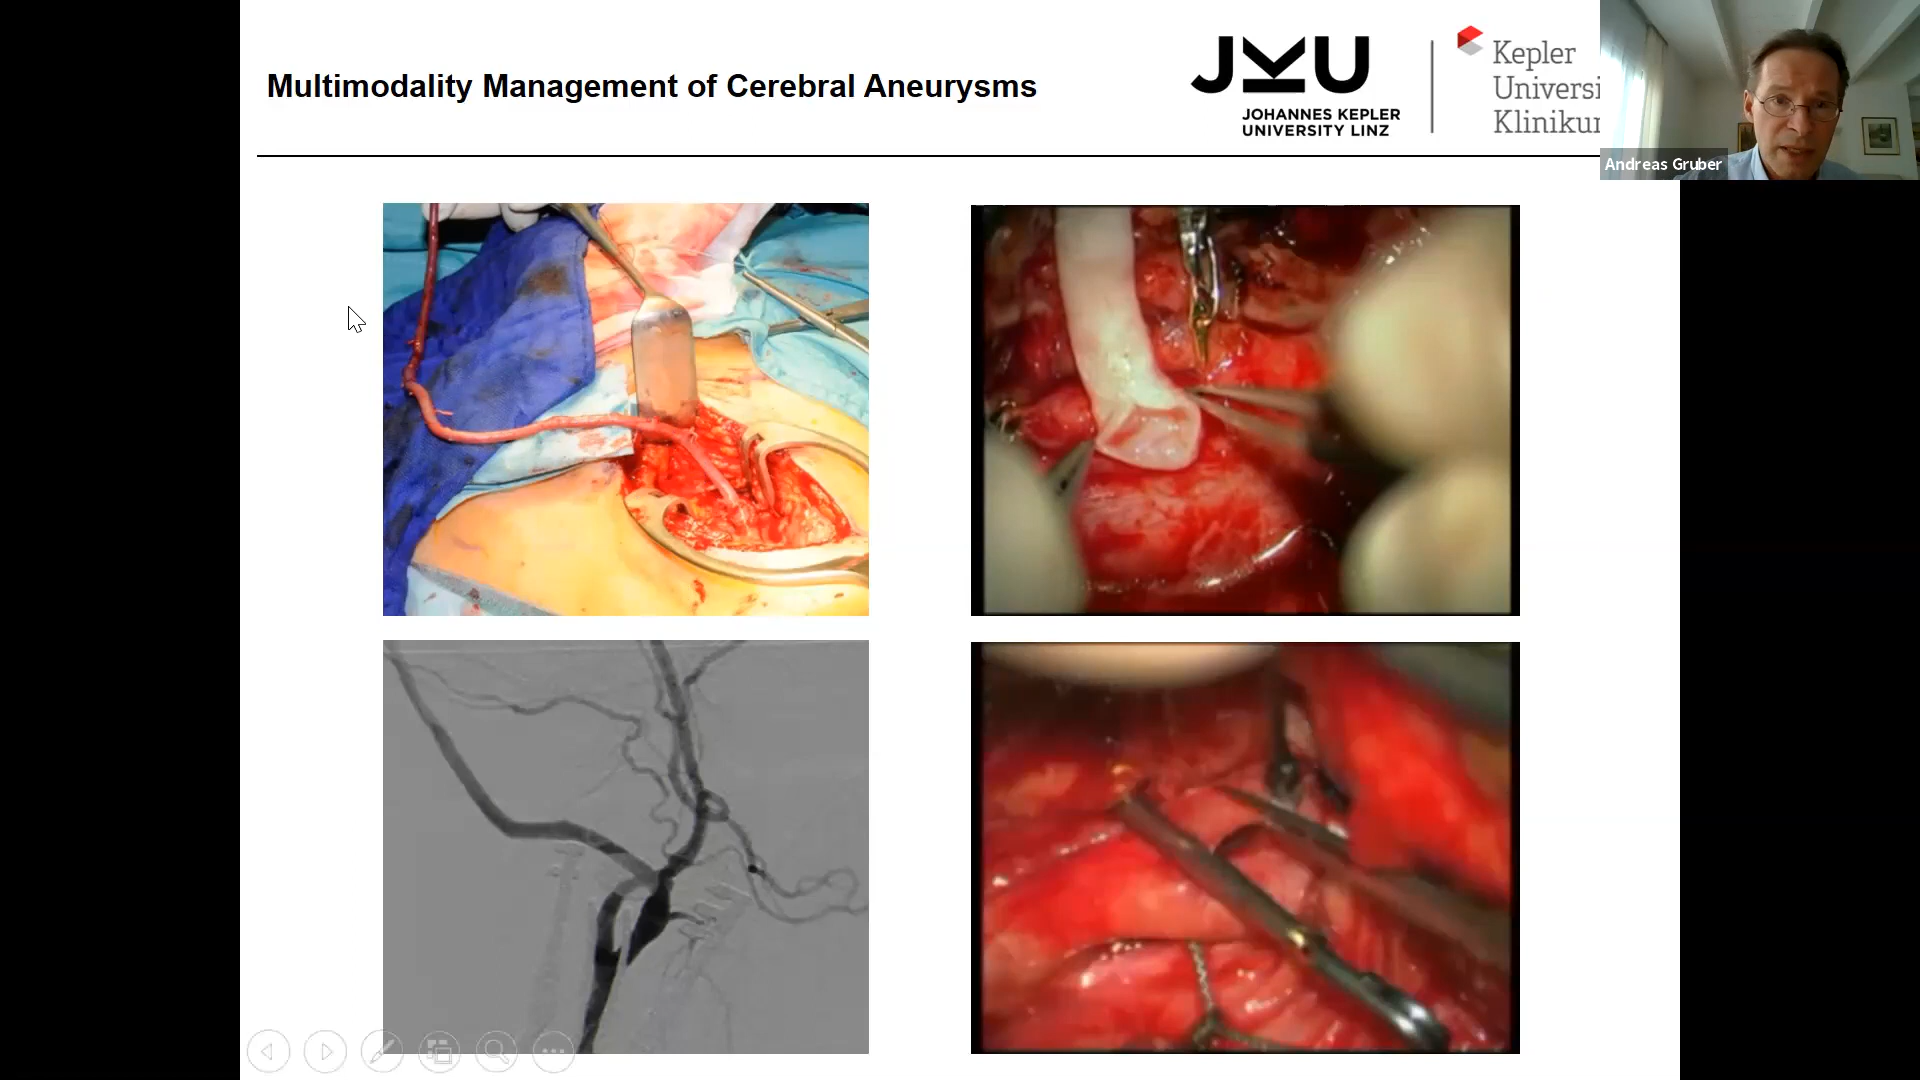 Multimodality Management of Cerebral Aneurysms
JKU
JOHANNES KEPLER
UNIVERSITY LINZ
Kepler
Universi
Klinikur
Andreas Gruber